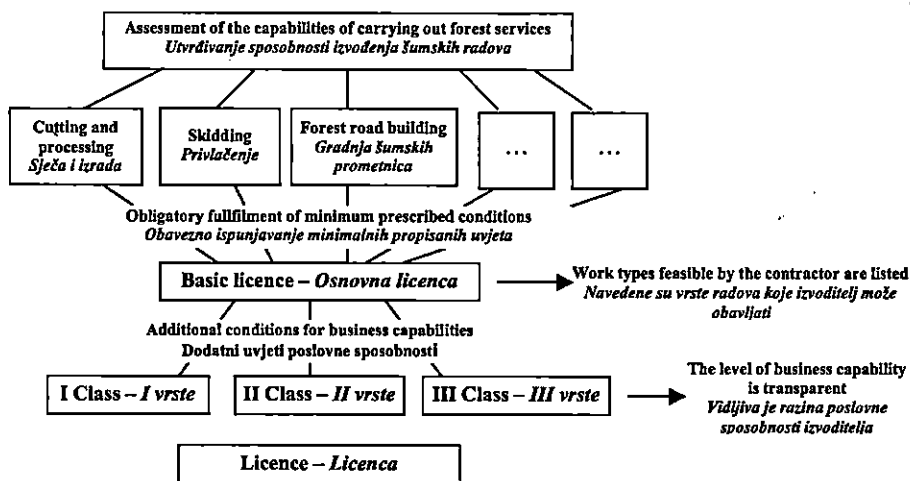 Assessment of the capabilities of carrying out forest services
Utvrđivanje sposobnosti izvođenja šumskih radova
Cutting and
processing
Sječa i izrada
Skidding
Privlačenje
Forest road building
Gradnja šumskih
prometnica
...
...
Obligatory fullfilment of minimum prescribed conditions
Obavezno ispunjavanje minimalnih propisanih uvjeta
Basic licence – Osnovna licenca
Work types feasible by the contractor are listed
Navedene su vrste radova koje izvoditelj može
obavljati
Additional conditions for business capabilities
Dodatni uvjeti poslovne sposobnosti
I Class – I vrste
II Class – II vrste
III Class – III vrste
The level of business capability
is transparent
Vidljiva je razina poslovne
sposobnosti izvoditelja
Licence – Licenca